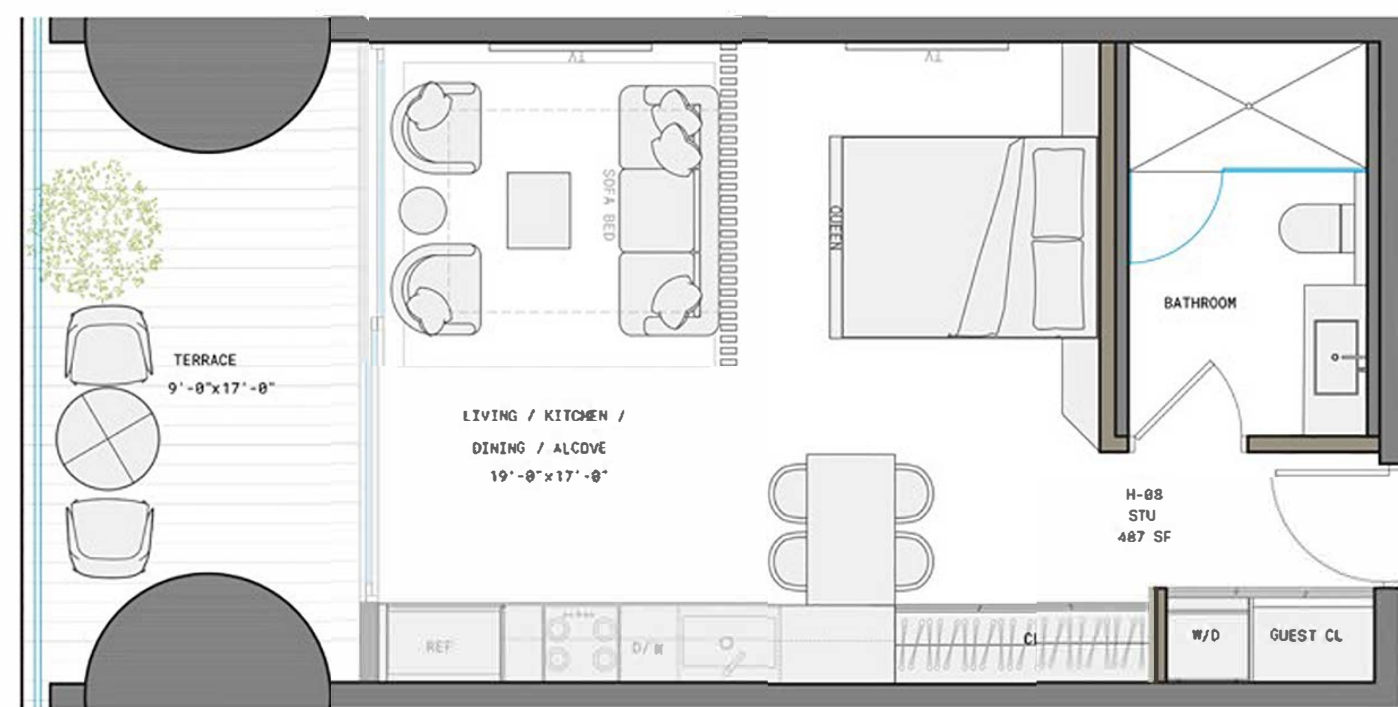 TV
TV
SOFA BED
QUEEN
BATHROOM
TERRACE
9'-0"x17'-0"
LIVING / KITCHEN /
DINING / ALCOVE
19'-0"x17'-0"
H-08
STU
487 SF
REF
D/W
CL
W/D
GUEST CL